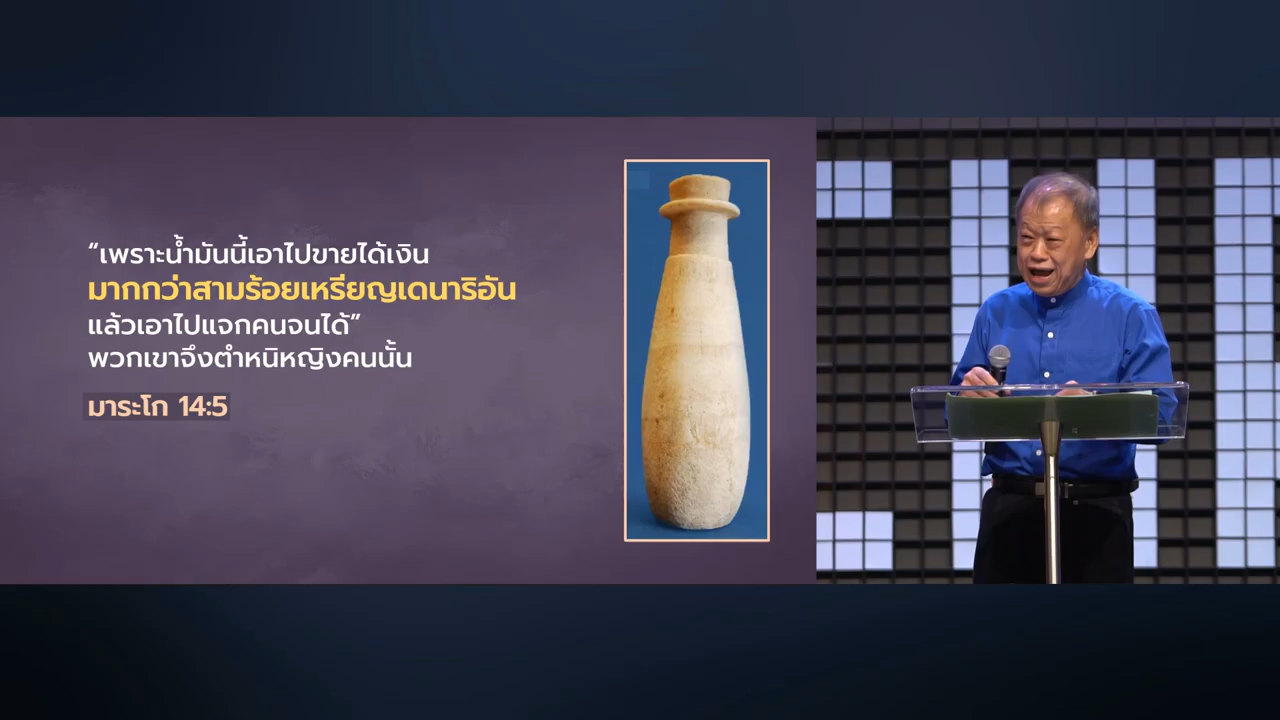 “เพราะน้ำมันนี้เอาไปขายได้เงิน
มากกว่าสามร้อยเหรียญเดนาริอัน
แล้วเอาไปแจกคนจนได้”
พวกเขาจึงตำหนิหญิงคนนั้น
มาระโก 14:5